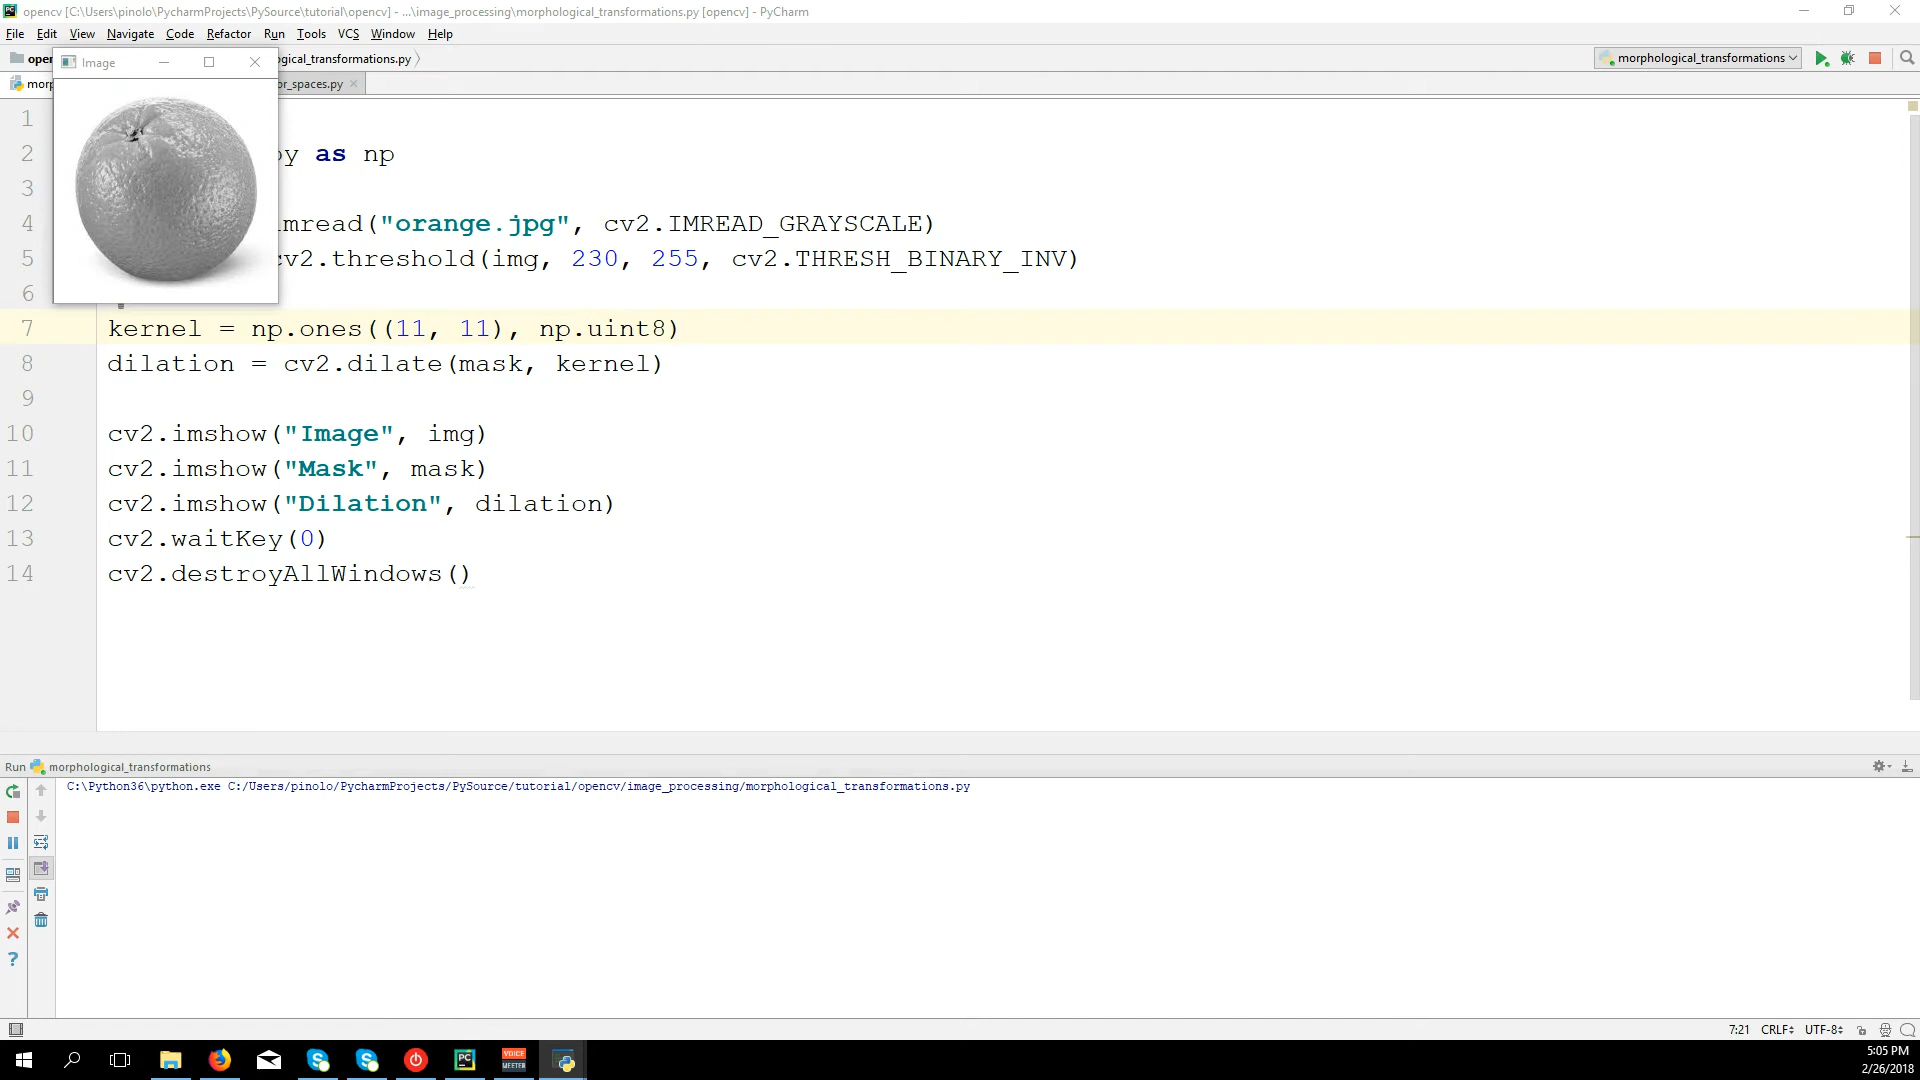 opencv [C:\Users\pinolo\PycharmProjects\PySource\tutorial\opencv] - ...\image_processing\morphological_transformations.py [opencv] - PyCharm
File Edit View Navigate Code Refactor Run Tools VCS Window Help
open gical_transformations.py morphological_transformations
Image
morp or_spaces.py
1
2 py as np
3
4 imread("orange.jpg", cv2.IMREAD_GRAYSCALE)
5 cv2.threshold(img, 230, 255, cv2.THRESH_BINARY_INV)
6
7 kernel = np.ones((11, 11), np.uint8)
8 dilation = cv2.dilate(mask, kernel)
9
10 cv2.imshow("Image", img)
11 cv2.imshow("Mask", mask)
12 cv2.imshow("Dilation", dilation)
13 cv2.waitKey(0)
14 cv2.destroyAllWindows()
Run morphological_transformations
C:\Python36\python.exe C:/Users/pinolo/PycharmProjects/PySource/tutorial/opencv/image_processing/morphological_transformations.py
7:21 CRLF UTF-8
PC VOICE MEETER
5:05 PM
2/26/2018